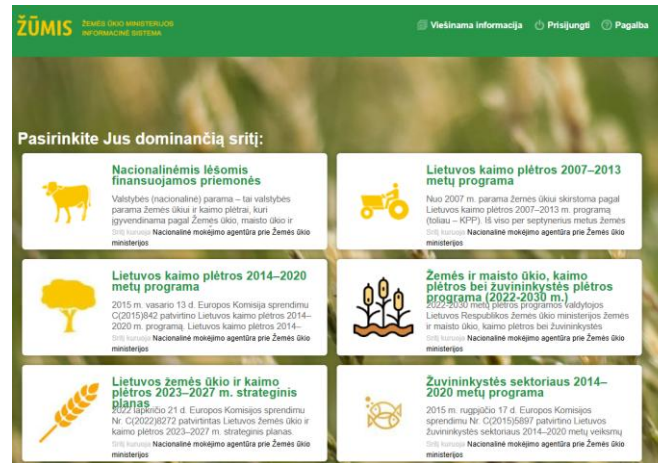 ŽŪMIS ŽEMĖS ŪKIO MINISTERIJOS
INFORMACINĖ SISTEMA
Viešinama informacija Prisijungti Pagalba
Pasirinkite Jus dominančią sritį:
Nacionalinėmis lėšomis
finansuojamos priemonės
Valstybės (nacionalinė) parama – tai valstybės
parama žemės ūkiui ir kaimo plėtrai, kuri
įgyvendinama pagal Žemės ūkio, maisto ūkio ir
Sritį kuruoja Nacionalinė mokėjimo agentūra prie Žemės ūkio
ministerijos
Lietuvos kaimo plėtros 2007–2013
metų programa
Nuo 2007 m. parama žemės ūkiui skirstoma pagal
Lietuvos kaimo plėtros 2007–2013 m. programą
(toliau – KPP). Iš viso per septynerius metus žemės
Sritį kuruoja Nacionalinė mokėjimo agentūra prie Žemės ūkio
ministerijos
Lietuvos kaimo plėtros 2014–2020
metų programa
2015 m. vasario 13 d. Europos Komisija sprendimu
C(2015)842 patvirtino Lietuvos kaimo plėtros 2014–
2020 m. programą. Lietuvos kaimo plėtros 2014–
Sritį kuruoja Nacionalinė mokėjimo agentūra prie Žemės ūkio
ministerijos
Žemės ir maisto ūkio, kaimo
plėtros bei žuvininkystės plėtros
programa (2022-2030 m.)
2022-2030 metų plėtros programos valdytojos
Lietuvos Respublikos žemės ūkio ministerijos žemės
ir maisto ūkio, kaimo plėtros bei žuvininkystės
Sritį kuruoja Nacionalinė mokėjimo agentūra prie Žemės ūkio
ministerijos
Lietuvos žemės ūkio ir kaimo
plėtros 2023–2027 m. strateginis
planas
2022 lapkričio 21 d. Europos Komisijos sprendimu
Nr. C(2022)8272 patvirtintas Lietuvos žemės ūkio ir
kaimo plėtros 2023–2027 m. strateginis planas
Sritį kuruoja Nacionalinė mokėjimo agentūra prie Žemės ūkio
ministerijos
Žuvininkystės sektoriaus 2014–
2020 metų programa
2015 m. rugpjūčio 17 d. Europos Komisijos
sprendimu Nr. C(2015)5897 patvirtino Lietuvos
žuvininkystės sektoriaus 2014–2020 metų veiksmų
Sritį kuruoja Nacionalinė mokėjimo agentūra prie Žemės ūkio
ministerijos